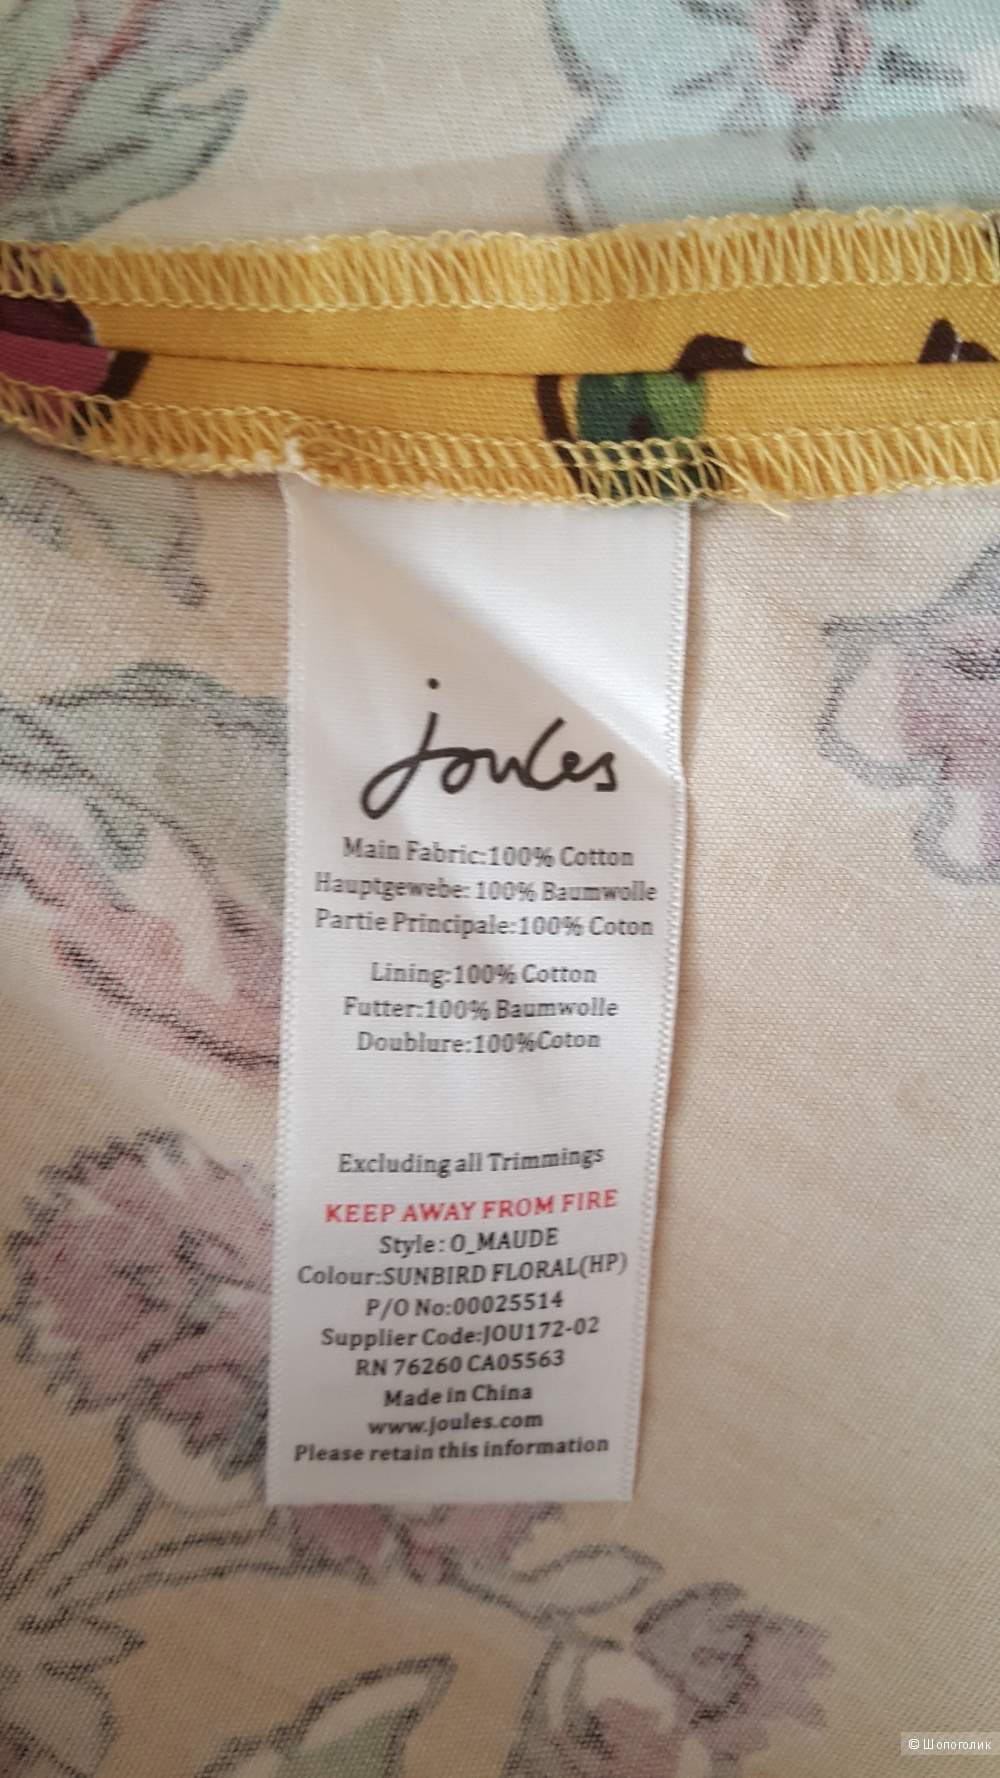 joules
Main Fabric:100% Cotton
Hauptgewebe: 100% Baumwolle
Partie Principale:100% Coton
Lining:100% Cotton
Futter:100% Baumwolle
Doublure:100%Coton
Excluding all Trimmings
KEEP AWAY FROM FIRE
Style: O_MAUDE
Colour:SUNBIRD FLORAL(HP)
P/O No:00025514
Supplier Code:JOU172-02
RN 76260 CA05563
Made in China
www.joules.com
Please retain this information
© Шопоголик